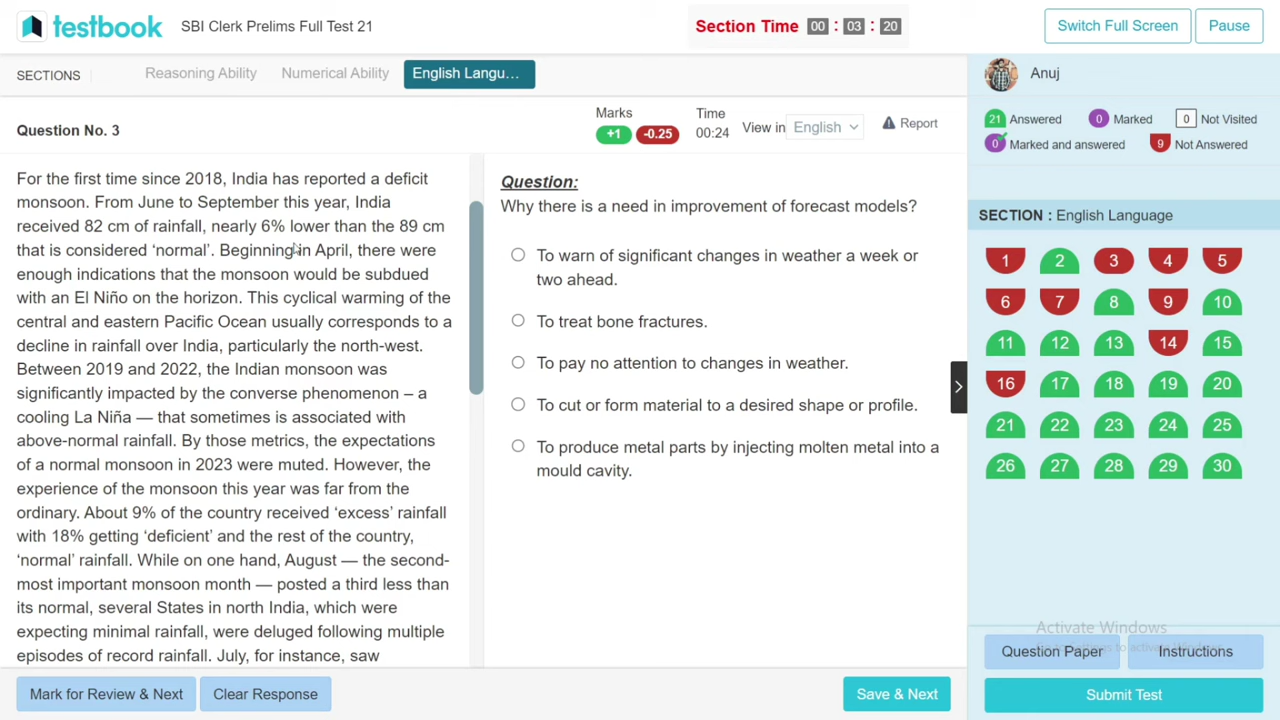 testbook
SBI Clerk Prelims Full Test 21
Section Time 00 : 03 : 20
Switch Full Screen
Pause
SECTIONS
Reasoning Ability
Numerical Ability
English Langu...
Anuj
Question No. 3
Marks
+1 -0.25
Time
00:24
View in English
Report
21 Answered
0 Marked
0 Not Visited
0 Marked and answered
9 Not Answered
For the first time since 2018, India has reported a deficit
monsoon. From June to September this year, India
received 82 cm of rainfall, nearly 6% lower than the 89 cm
that is considered ‘normal’. Beginning in April, there were
enough indications that the monsoon would be subdued
with an El Niño on the horizon. This cyclical warming of the
central and eastern Pacific Ocean usually corresponds to a
decline in rainfall over India, particularly the north-west.
Between 2019 and 2022, the Indian monsoon was
significantly impacted by the converse phenomenon – a
cooling La Niña — that sometimes is associated with
above-normal rainfall. By those metrics, the expectations
of a normal monsoon in 2023 were muted. However, the
experience of the monsoon this year was far from the
ordinary. About 9% of the country received ‘excess’ rainfall
with 18% getting ‘deficient’ and the rest of the country,
‘normal’ rainfall. While on one hand, August — the second-
most important monsoon month — posted a third less than
its normal, several States in north India, which were
expecting minimal rainfall, were deluged following multiple
episodes of record rainfall. July, for instance, saw
Question:
Why there is a need in improvement of forecast models?
To warn of significant changes in weather a week or
two ahead.
To treat bone fractures.
To pay no attention to changes in weather.
To cut or form material to a desired shape or profile.
To produce metal parts by injecting molten metal into a
mould cavity.
SECTION : English Language
1 2 3 4 5
6 7 8 9 10
11 12 13 14 15
16 17 18 19 20
21 22 23 24 25
26 27 28 29 30
Activate Windows
Question Paper
Instructions
Mark for Review & Next
Clear Response
Save & Next
Submit Test